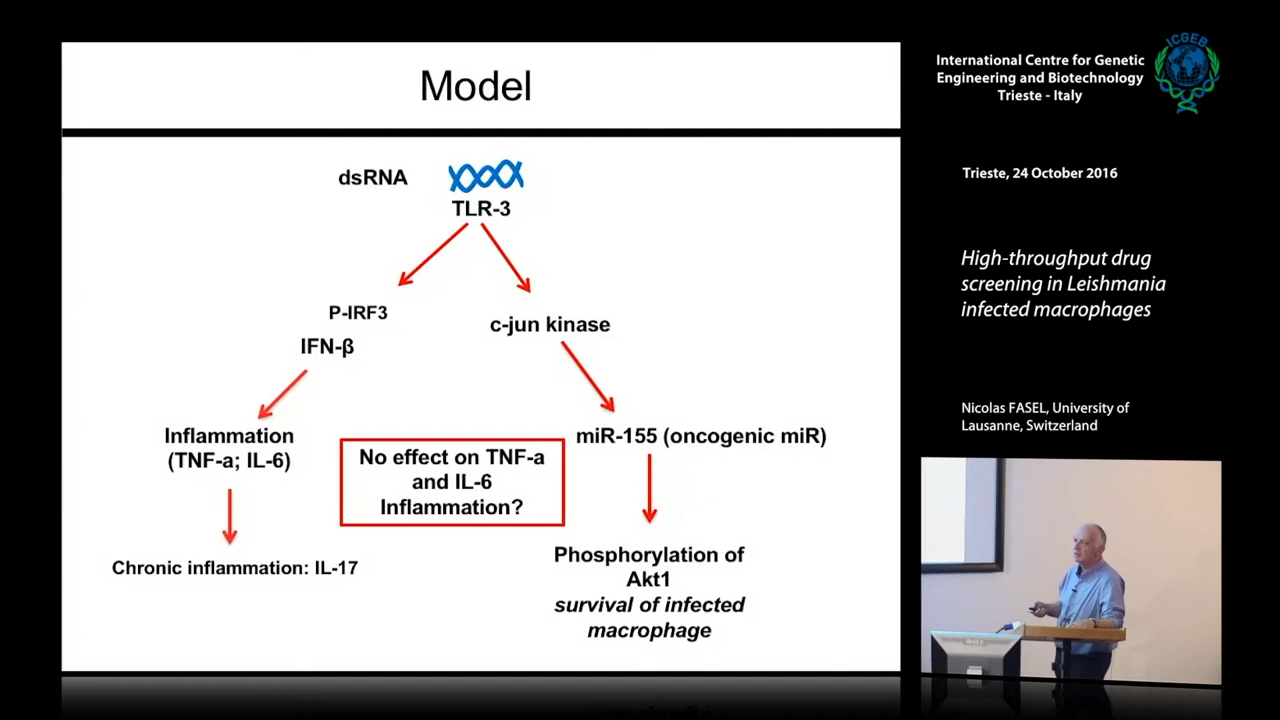 Model
dsRNA
TLR-3
P-IRF3
IFN-β
c-jun kinase
Inflammation
(TNF-a; IL-6)
No effect on TNF-a
and IL-6
Inflammation?
miR-155 (oncogenic miR)
Chronic inflammation: IL-17
Phosphorylation of
Akt1
survival of infected
macrophage
International Centre for Genetic
Engineering and Biotechnology
Trieste - Italy
ICGEB
Trieste, 24 October 2016
High-throughput drug
screening in Leishmania
infected macrophages
Nicolas FASEL, University of
Lausanne, Switzerland